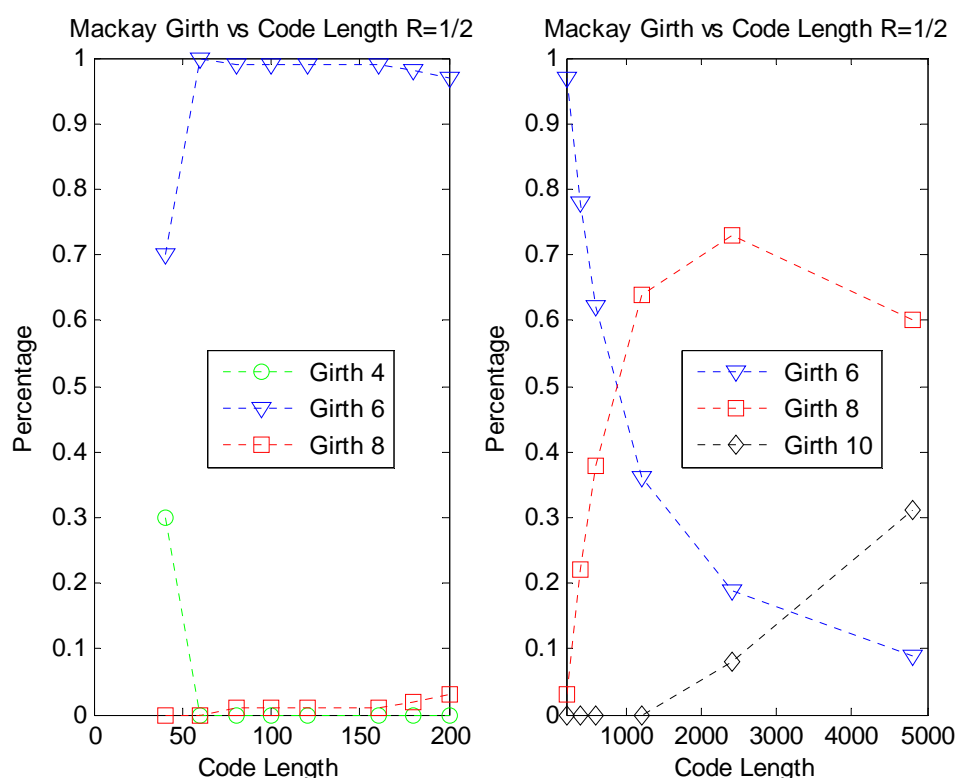 Mackay Girth vs Code Length R=1/2
1
0.9
0.8
0.7
0.6
0.5
0.4
0.3
0.2
0.1
0
Percentage
Girth 4
Girth 6
Girth 8
0
50
100
150
200
Code Length
Mackay Girth vs Code Length R=1/2
1
0.9
0.8
0.7
0.6
0.5
0.4
0.3
0.2
0.1
0
Percentage
Girth 6
Girth 8
Girth 10
1000
2000
3000
4000
5000
Code Length